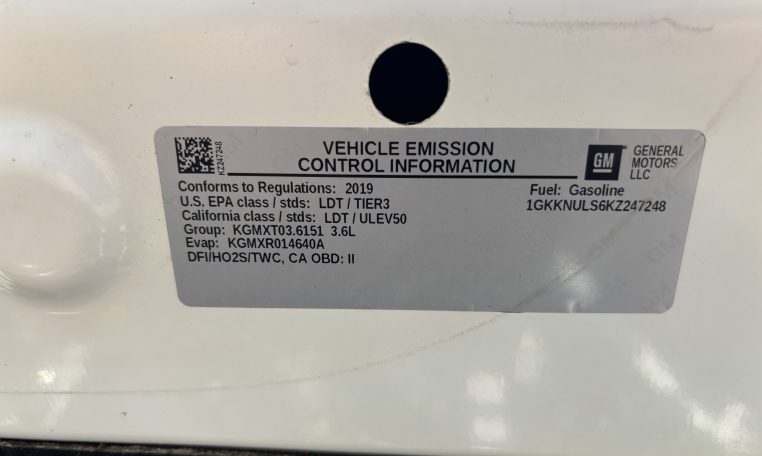 KZ247248
VEHICLE EMISSION
CONTROL INFORMATION
GM
GENERAL
MOTORS
LLC
Conforms to Regulations: 2019
Fuel: Gasoline
U.S. EPA class / stds: LDT / TIER3
1GKKNULS6KZ247248
California class / stds: LDT / ULEV50
Group: KGMXT03.6151 3.6L
Evap: KGMXR014640A
DFI/HO2S/TWC, CA OBD: II
GM
GM